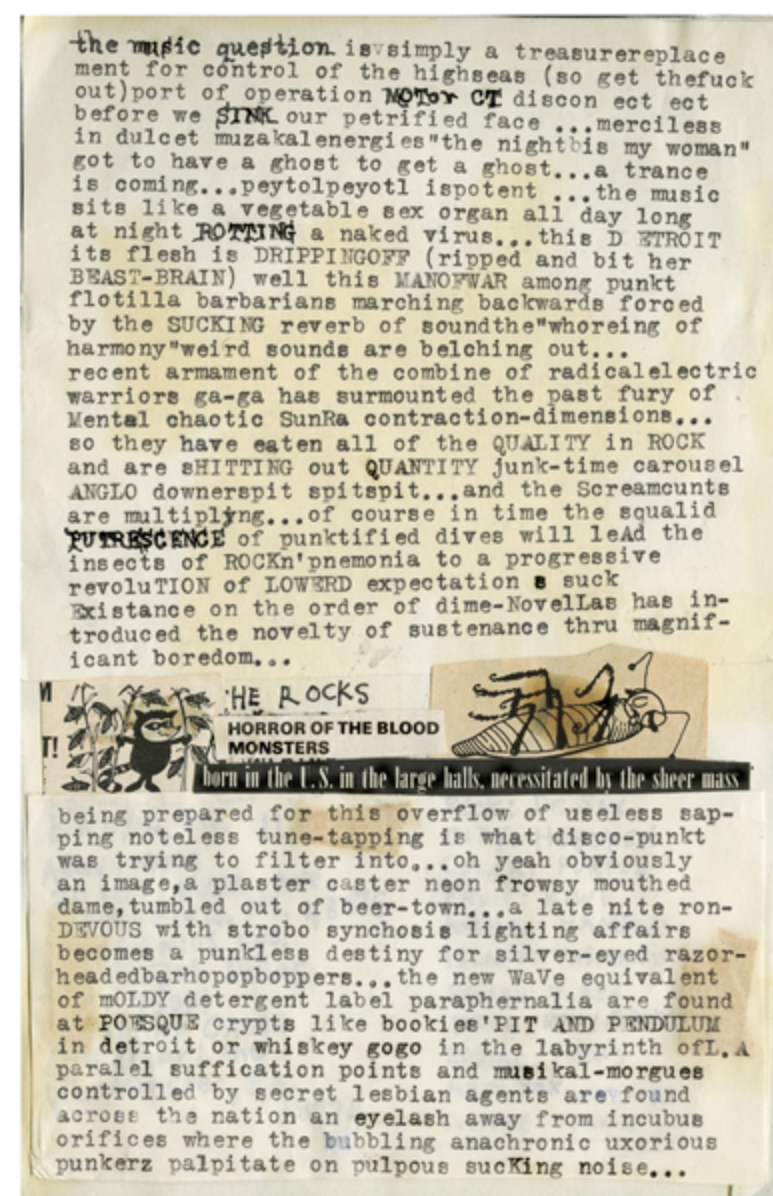 the music question is simply a treasurereplace
ment for control of the highseas (so get thefuck
out)port of operation MOTor CT discon ect ect
before we SINK our petrified face ...merciless
in dulcet muzakalenergies"the nightbis my woman"
got to have a ghost to get a ghost...a trance
is coming...peytolpeyotl ispotent ...the music
sits like a vegetable sex organ all day long
at night ROTTING a naked virus...this D ETROIT
its flesh is DRIPPINGOFF (ripped and bit her
BEAST-BRAIN) well this MANOFWAR among punkt
flotilla barbarians marching backwards forced
by the SUCKING reverb of soundthe"whoreing of
harmony"weird sounds are belching out...
recent armament of the combine of radicalelectric
warriors ga-ga has surmounted the past fury of
Mental chaotic SunRa contraction-dimensions...
so they have eaten all of the QUALITY in ROCK
and are sHITTING out QUANTITY junk-time carousel
ANGLO downerspit spitspit...and the Screamcunts
are multiplyng...of course in time the squalid
PUTRESCENCE of punktified dives will leAd the
insects of ROCKn'pnemonia to a progressive
revoluTION of LOWERD expectation s suck
Existance on the order of dime-NovelLas has in-
troduced the novelty of sustenance thru magnif-
icant boredom...
HE ROCKS
T!
HORROR OF THE BLOOD
MONSTERS
born in the U.S. in the large halls, necessitated by the sheer mass
being prepared for this overflow of useless sap-
ping noteless tune-tapping is what disco-punkt
was trying to filter into...oh yeah obviously
an image,a plaster caster neon frowsy mouthed
dame,tumbled out of beer-town...a late nite ron-
DEVOUS with strobo synchosis lighting affairs
becomes a punkless destiny for silver-eyed razor-
headedbarhopopboppers...the new WaVe equivalent
of mOLDY detergent label paraphernalia are found
at POESQUE crypts like bookies'PIT AND PENDULUM
in detroit or whiskey gogo in the labyrinth ofL.A
paralel suffication points and musikal-morgues
controlled by secret lesbian agents are found
across the nation an eyelash away from incubus
orifices where the bubbling anachronic uxorious
punkerz palpitate on pulpous sucKing noise...